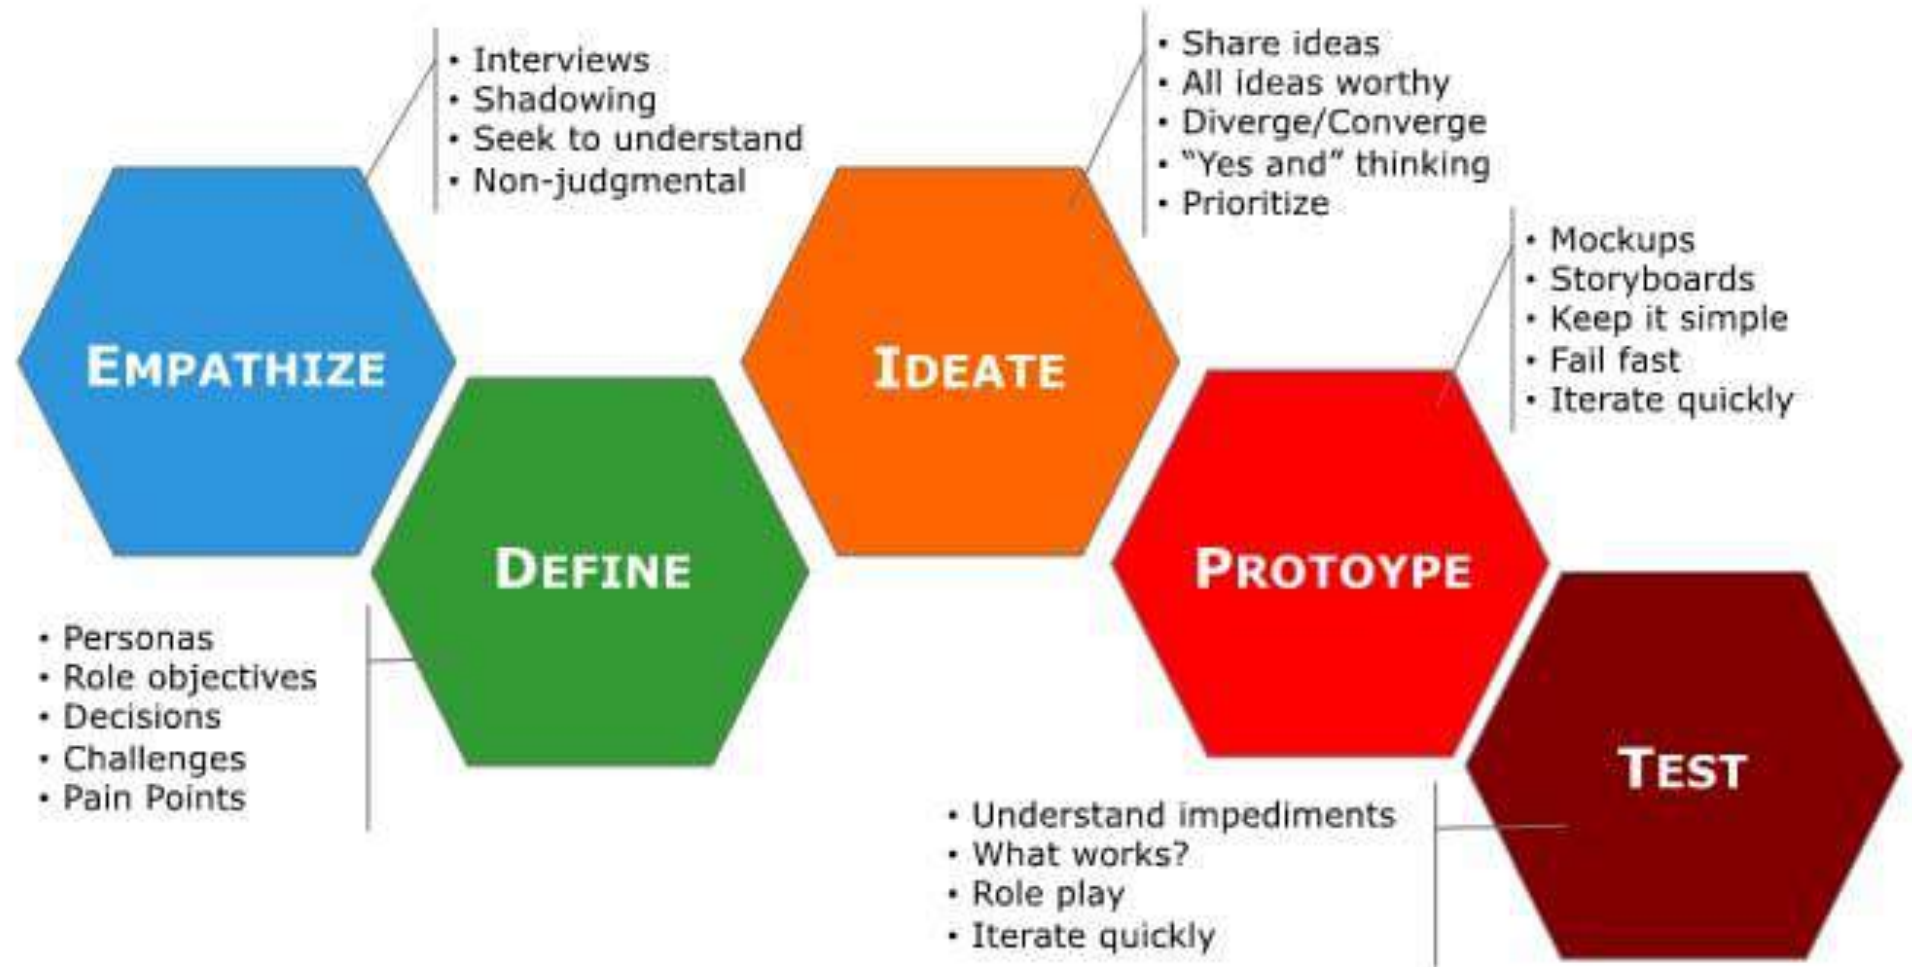 EMPATHIZE
• Interviews
• Shadowing
• Seek to understand
• Non-judgmental
DEFINE
• Personas
• Role objectives
• Decisions
• Challenges
• Pain Points
IDEATE
• Share ideas
• All ideas worthy
• Diverge/Converge
• “Yes and” thinking
• Prioritize
PROTOYPE
• Mockups
• Storyboards
• Keep it simple
• Fail fast
• Iterate quickly
TEST
• Understand impediments
• What works?
• Role play
• Iterate quickly